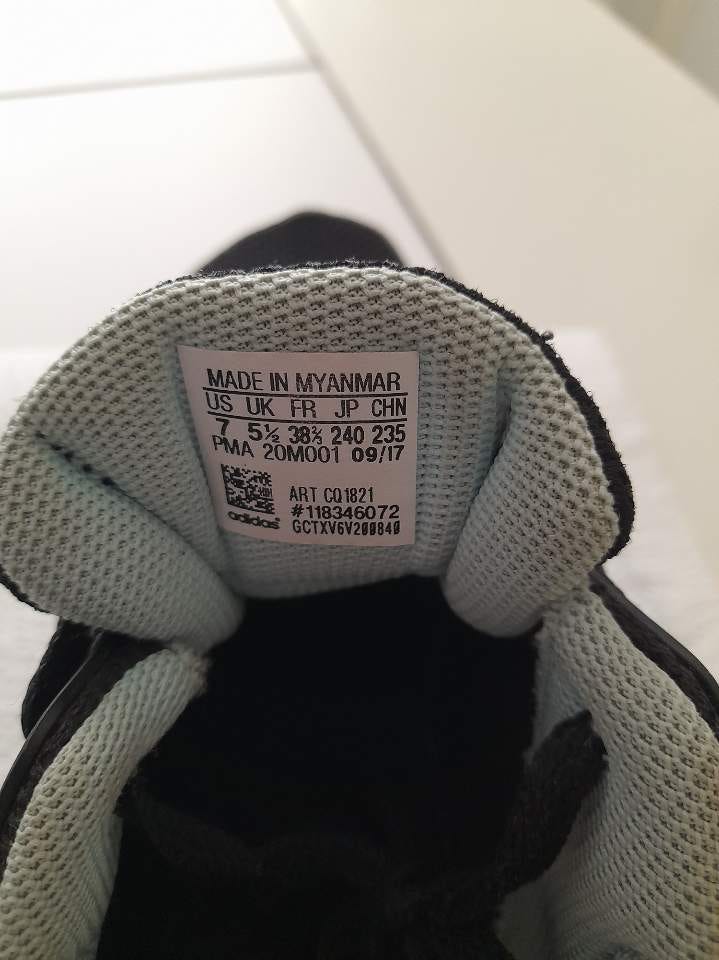 MADE IN MYANMAR
US UK FR JP CHN
7 5½ 38⅔ 240 235
PMA 20M001 09/17
ART CQ1821
#118346072
adidas GCTXV6V200840